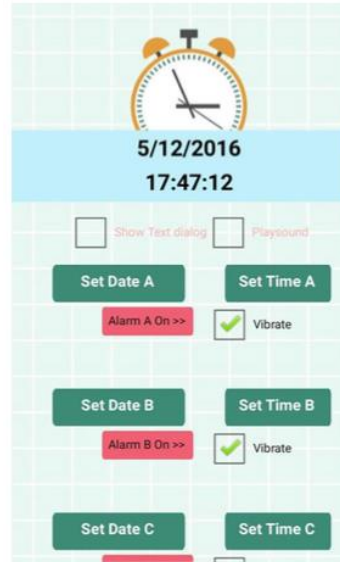 5/12/2016
17:47:12
Show Text dialog Playsound
Set Date A Set Time A
Alarm A On >> Vibrate
Set Date B Set Time B
Alarm B On >> Vibrate
Set Date C Set Time C